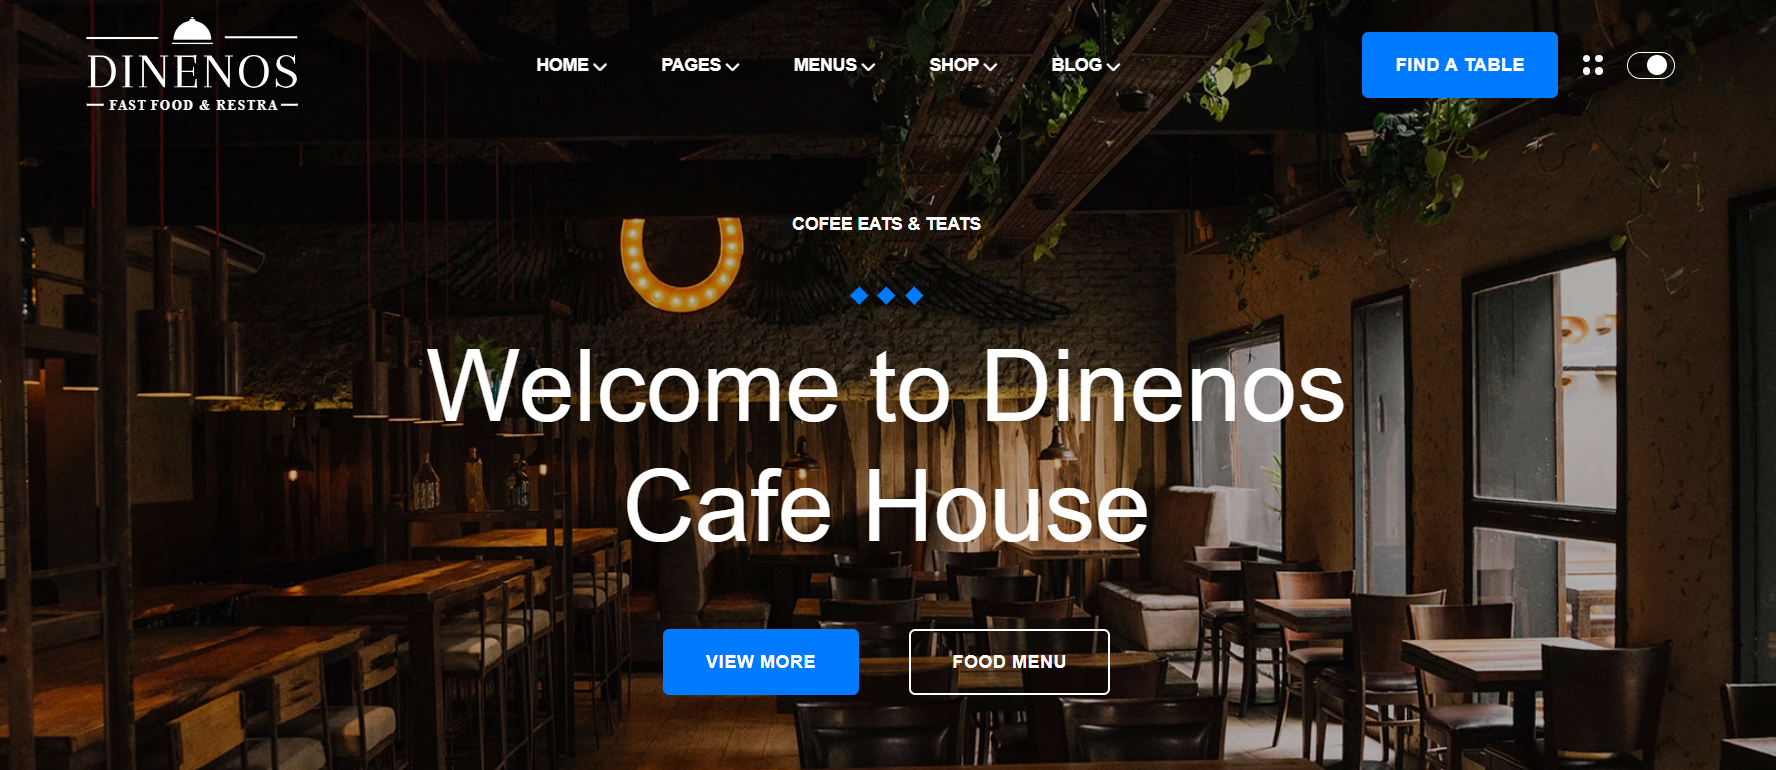 DINENOS
FAST FOOD & RESTRA
HOME
PAGES
MENUS
SHOP
BLOG
FIND A TABLE
COFEE EATS & TEATS
Welcome to Dinenos
Cafe House
VIEW MORE
FOOD MENU